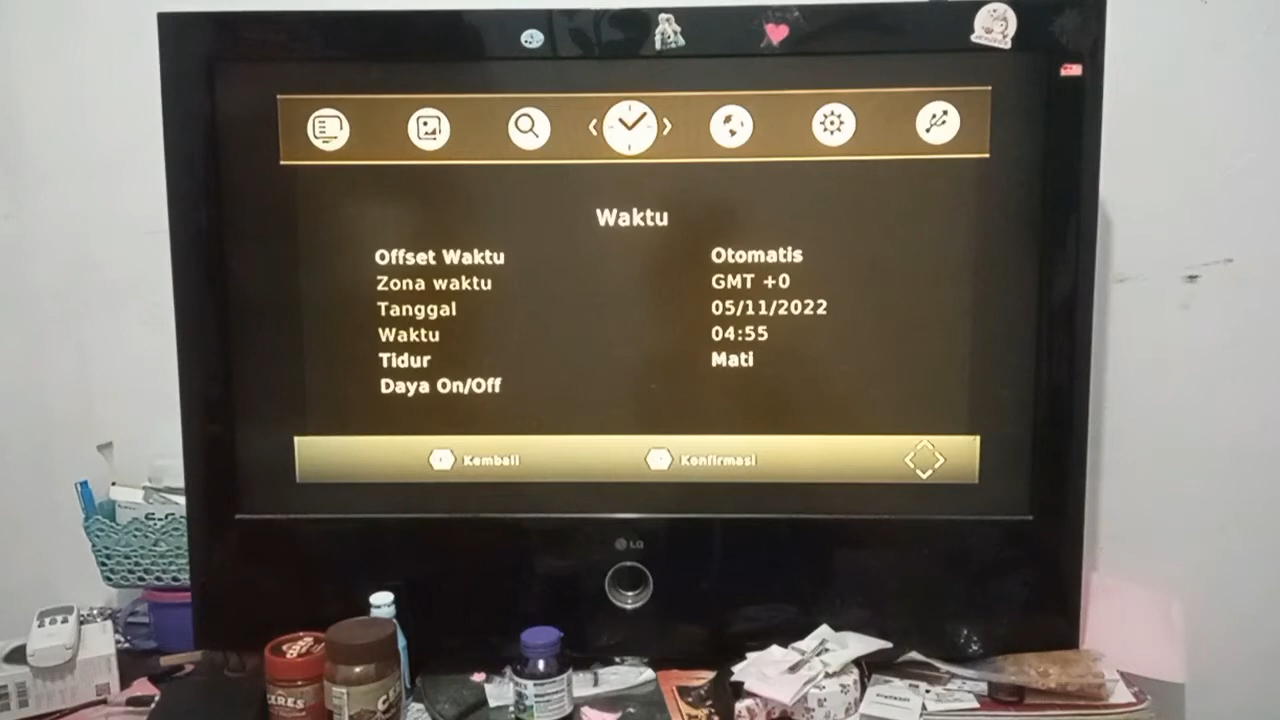 Waktu
Offset Waktu Otomatis
Zona waktu GMT +0
Tanggal 05/11/2022
Waktu 04:55
Tidur Mati
Daya On/Off
Kembali Konfirmasi
LG
CERES